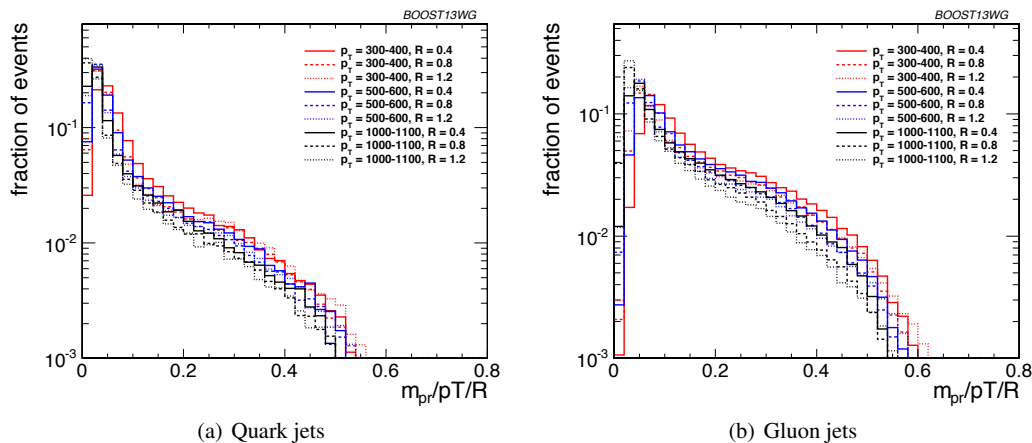 BOOST13WG
fraction of events
p_T = 300-400, R = 0.4
p_T = 300-400, R = 0.8
p_T = 300-400, R = 1.2
p_T = 500-600, R = 0.4
p_T = 500-600, R = 0.8
p_T = 500-600, R = 1.2
p_T = 1000-1100, R = 0.4
p_T = 1000-1100, R = 0.8
p_T = 1000-1100, R = 1.2
10^-1
10^-2
10^-3
0 0.2 0.4 0.6 0.8
m_pr/pT/R
(a) Quark jets
BOOST13WG
fraction of events
p_T = 300-400, R = 0.4
p_T = 300-400, R = 0.8
p_T = 300-400, R = 1.2
p_T = 500-600, R = 0.4
p_T = 500-600, R = 0.8
p_T = 500-600, R = 1.2
p_T = 1000-1100, R = 0.4
p_T = 1000-1100, R = 0.8
p_T = 1000-1100, R = 1.2
10^-1
10^-2
10^-3
0 0.2 0.4 0.6 0.8
m_pr/pT/R
(b) Gluon jets